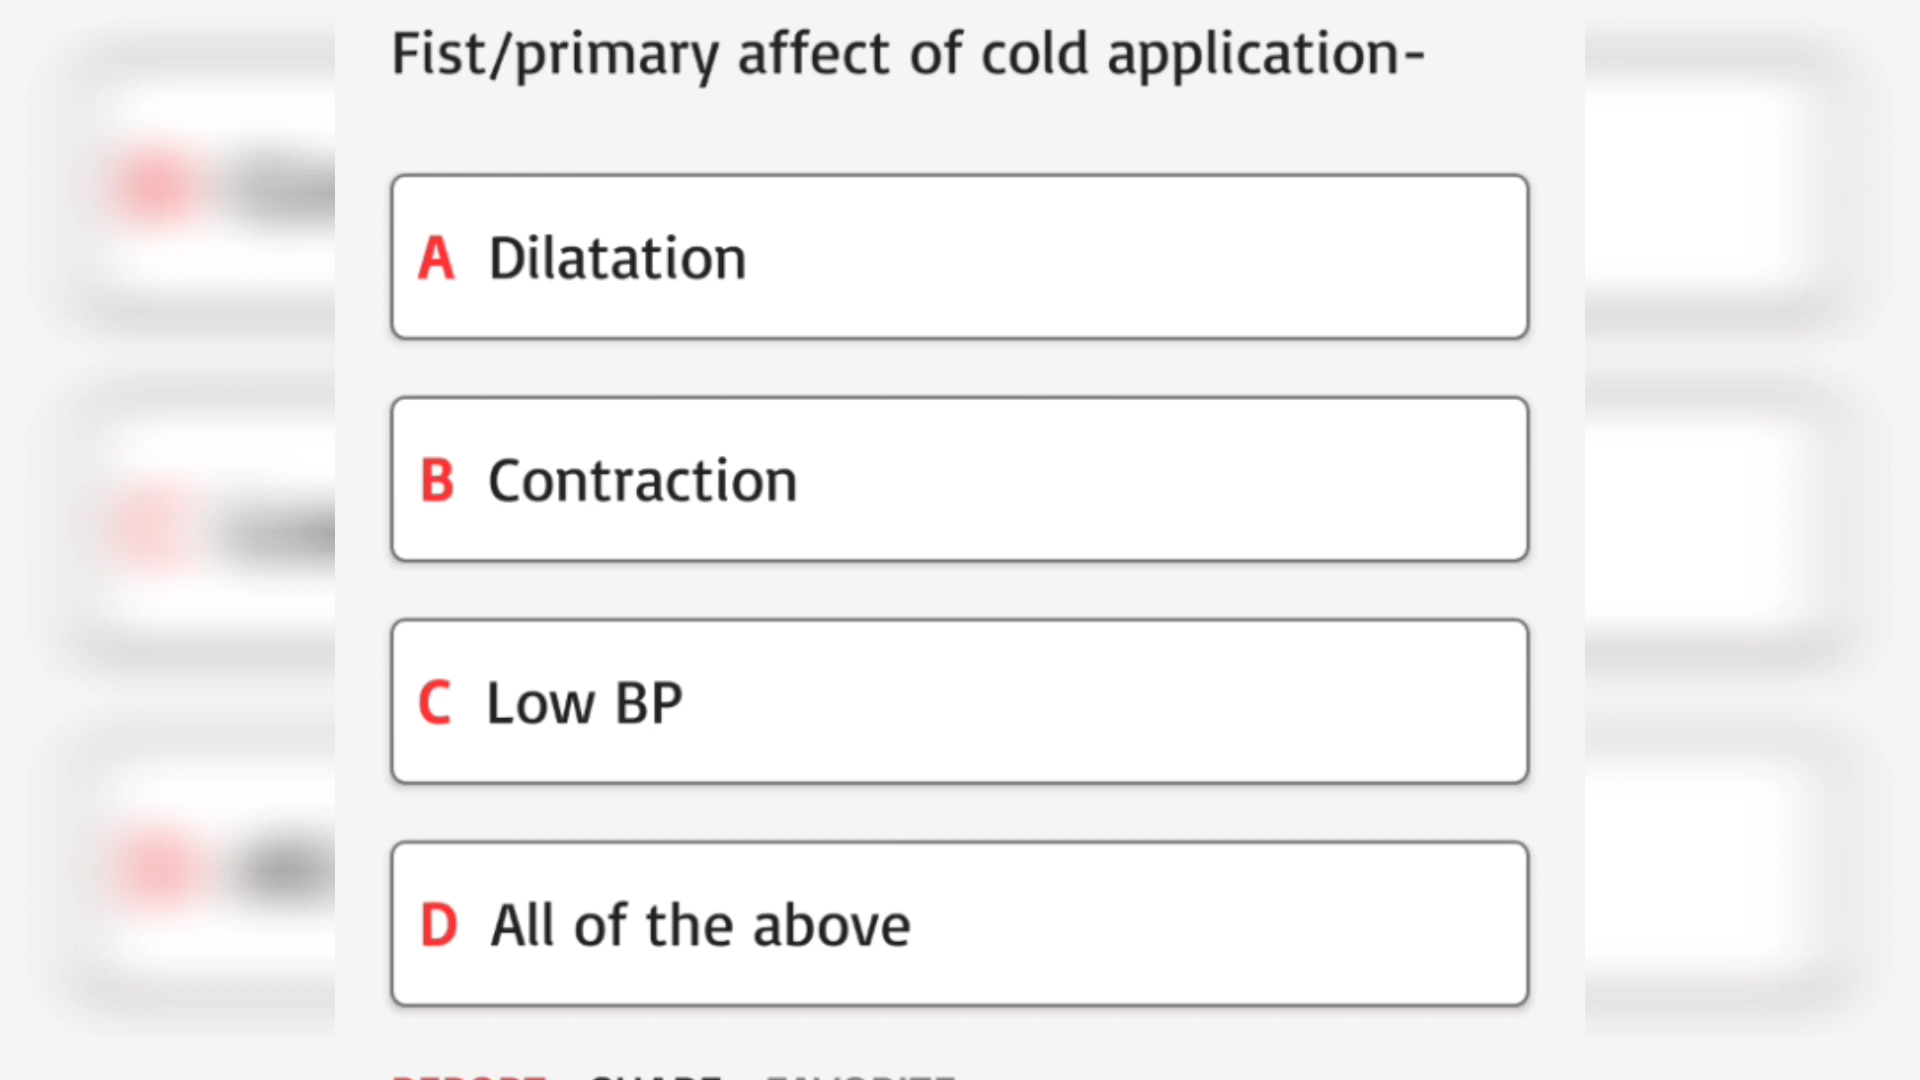 Fist/primary affect of cold application-
A Dilatation
B Contraction
C Low BP
D All of the above